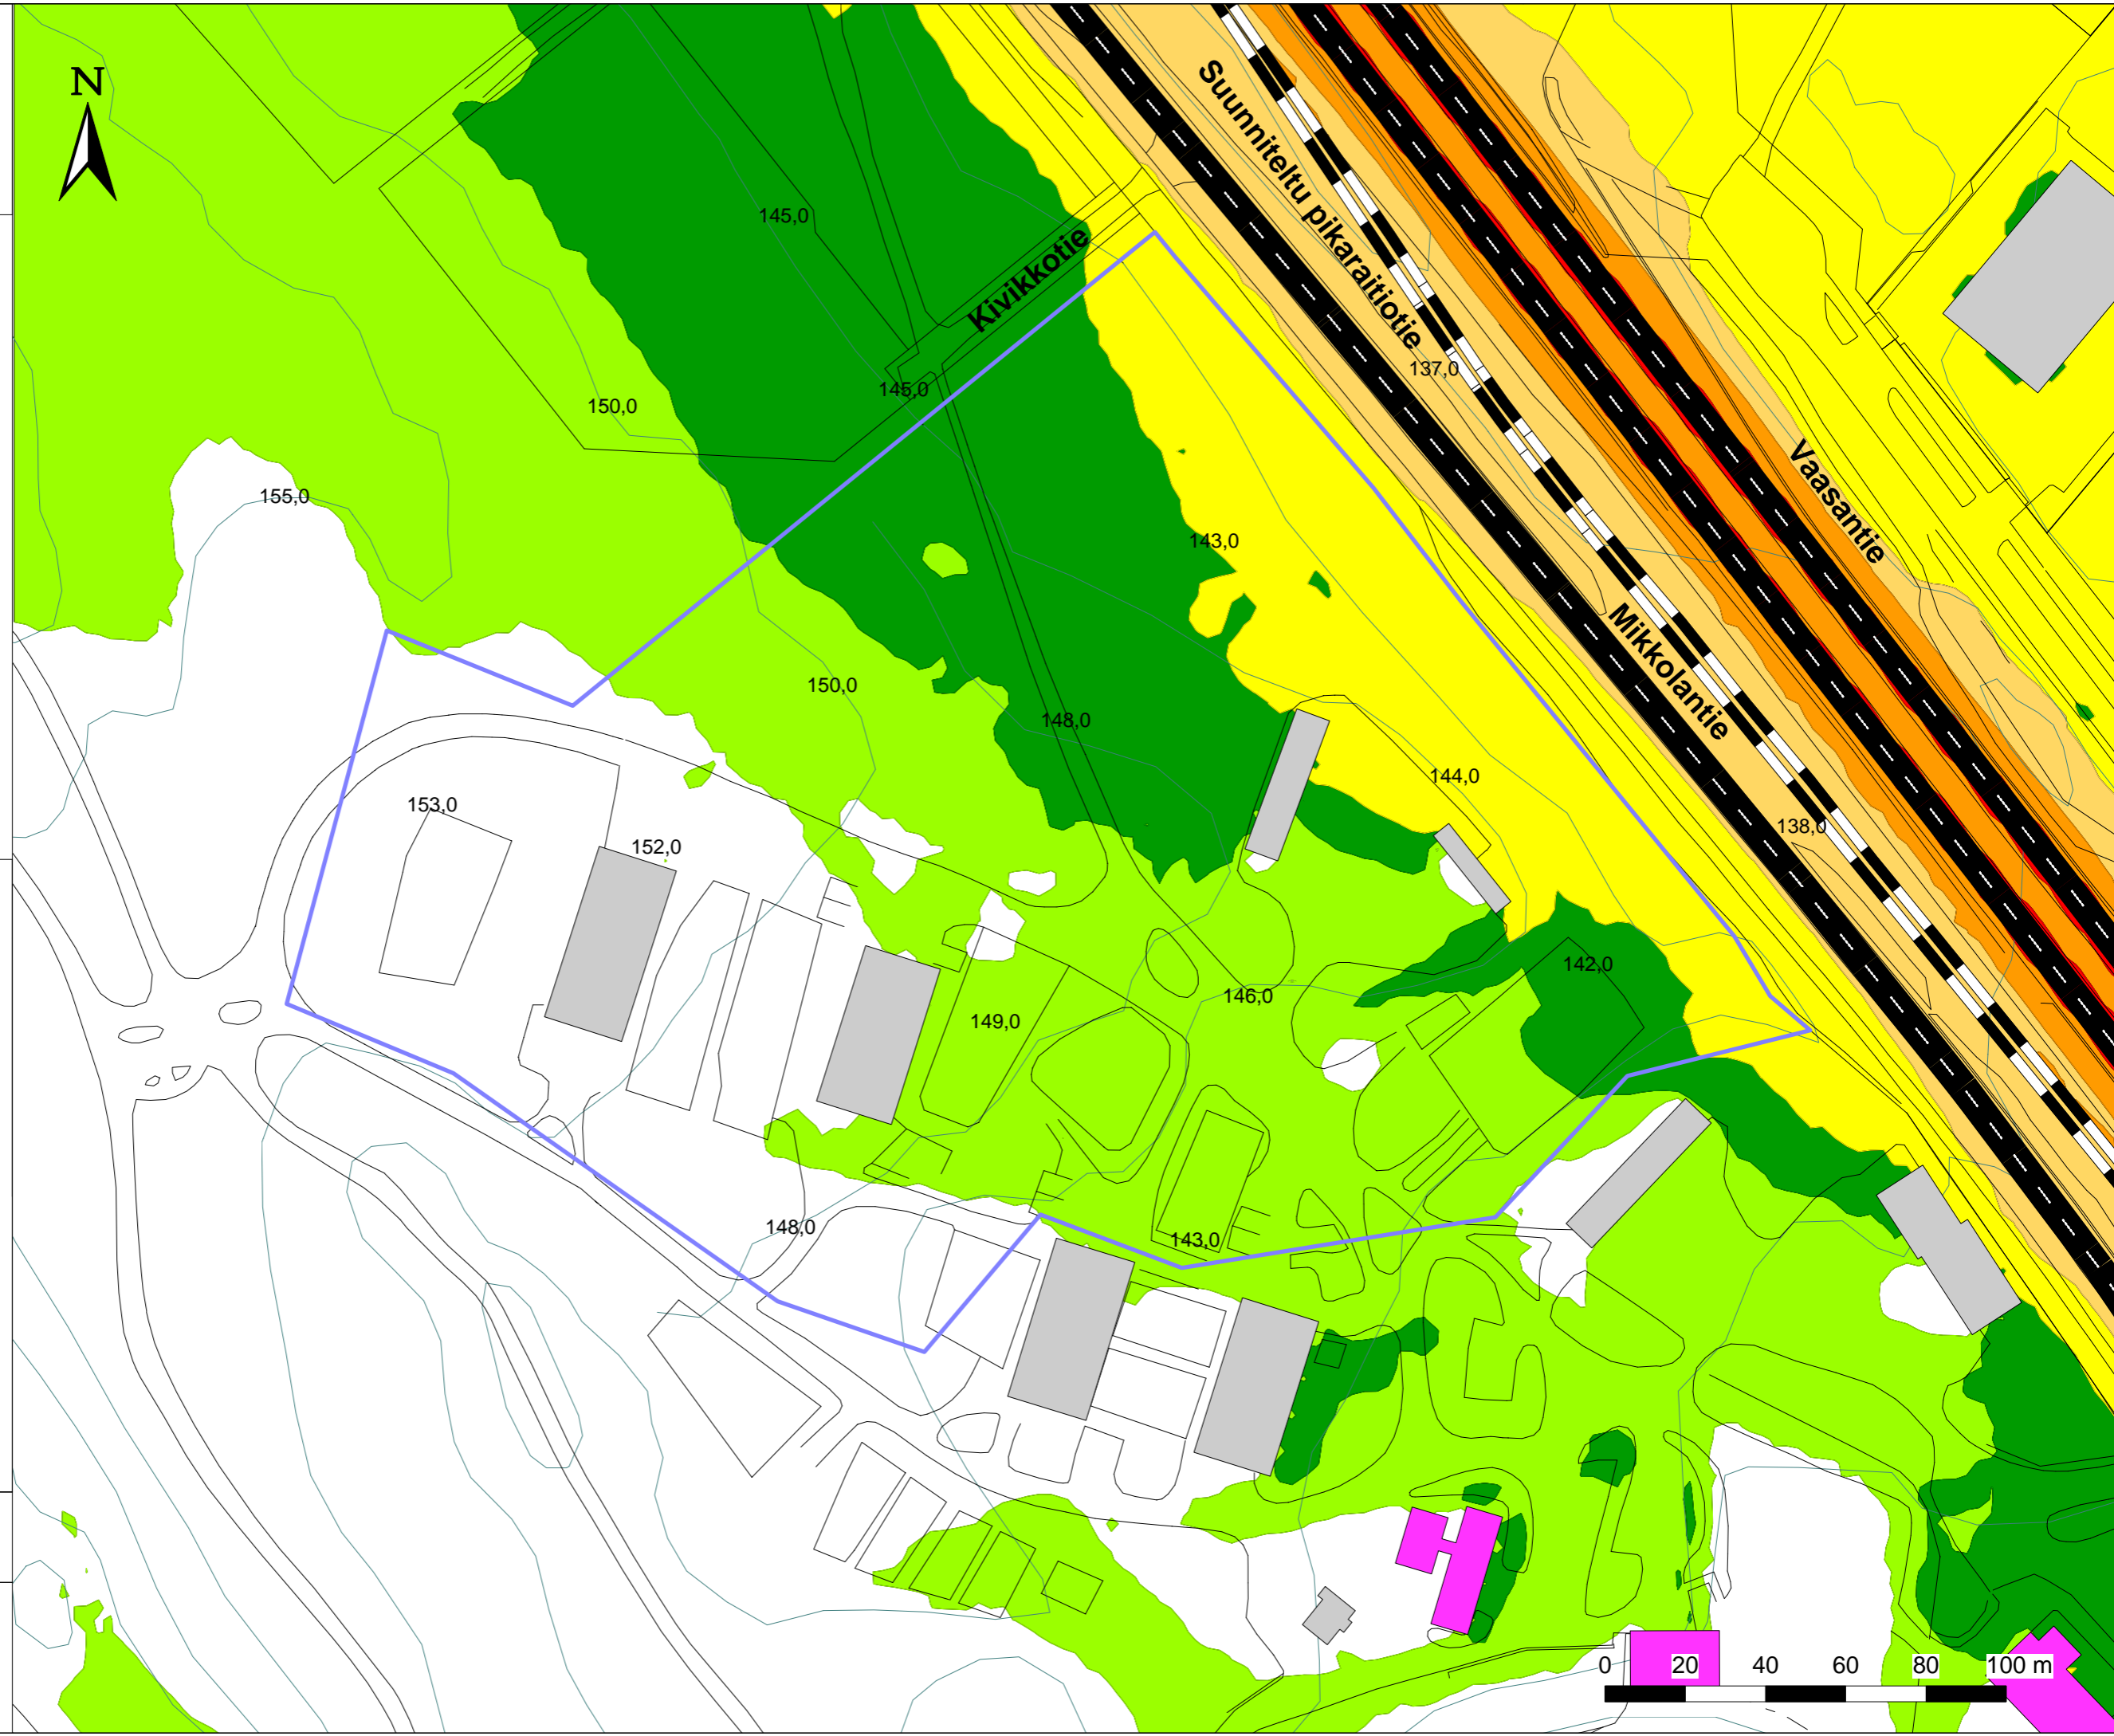 N
Suunniteltu pikaraitiotie
145,0
Kivikkotie
137,0
145,0
150,0
Vaasantie
155,0
143,0
Mikkolantie
150,0
148,0
144,0
153,0
138,0
152,0
142,0
146,0
149,0
148,0
143,0
0 20 40 60 80 100 m